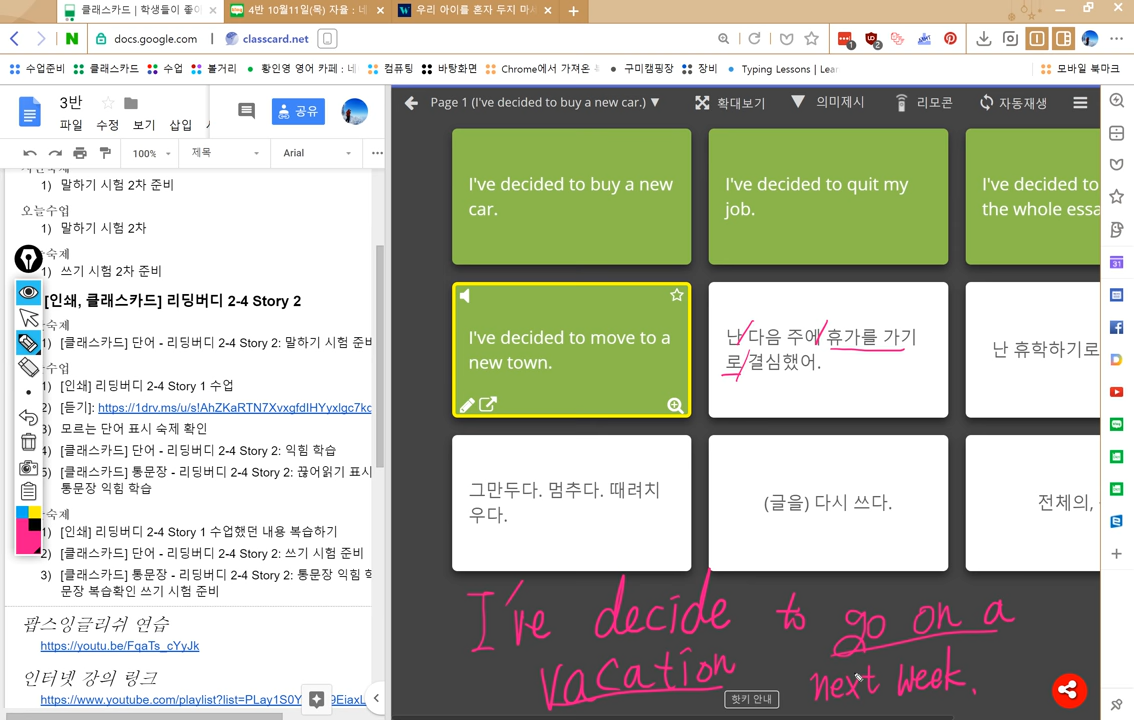 클래스카드 | 학생들이 좋아
4반 10월11일(목) 자율 : 네
우리 아이를 혼자 두지 마세
docs.google.com
classcard.net
수업준비
클래스카드
수업
볼거리
황인영 영어 카페 : 네
컴퓨팅
바탕화면
Chrome에서 가져온
구미캠핑장
장비
Typing Lessons | Lear
모바일 북마크
3반
파일 수정 보기 삽입
공유
100% 제목 Arial
1) 말하기 시험 2차 준비
오늘수업
1) 말하기 시험 2차
숙제
1) 쓰기 시험 2차 준비
[인쇄, 클래스카드] 리딩버디 2-4 Story 2
숙제
1) [클래스카드] 단어 - 리딩버디 2-4 Story 2: 말하기 시험 준비
수업
1) [인쇄] 리딩버디 2-4 Story 1 수업
2) [듣기]: https://1drv.ms/u/s!AhZKaRTN7XvxgfdIHYyxlgc7kq
3) 모르는 단어 표시 숙제 확인
4) [클래스카드] 단어 - 리딩버디 2-4 Story 2: 익힘 학습
5) [클래스카드] 통문장 - 리딩버디 2-4 Story 2: 끊어읽기 표시
통문장 익힘 학습
숙제
1) [인쇄] 리딩버디 2-4 Story 1 수업했던 내용 복습하기
2) [클래스카드] 단어 - 리딩버디 2-4 Story 2: 쓰기 시험 준비
3) [클래스카드] 통문장 - 리딩버디 2-4 Story 2: 통문장 익힘 학
문장 복습확인 쓰기 시험 준비
팝스잉글리쉬 연습
https://youtu.be/FqaTs_cYyJk
인터넷 강의 링크
https://www.youtube.com/playlist?list=PLay1S0Y
Page 1 (I've decided to buy a new car.) ▼
확대보기
의미제시
리모콘
자동재생
I've decided to buy a new
car.
I've decided to quit my
job.
I've decided to
the whole essa
I've decided to move to a
new town.
난 다음 주에 휴가를 가기
로 결심했어.
난 휴학하기로
그만두다. 멈추다. 때려치
우다.
(글을) 다시 쓰다.
전체의,
I've decide to go on a
vacation next week.
핫키 안내